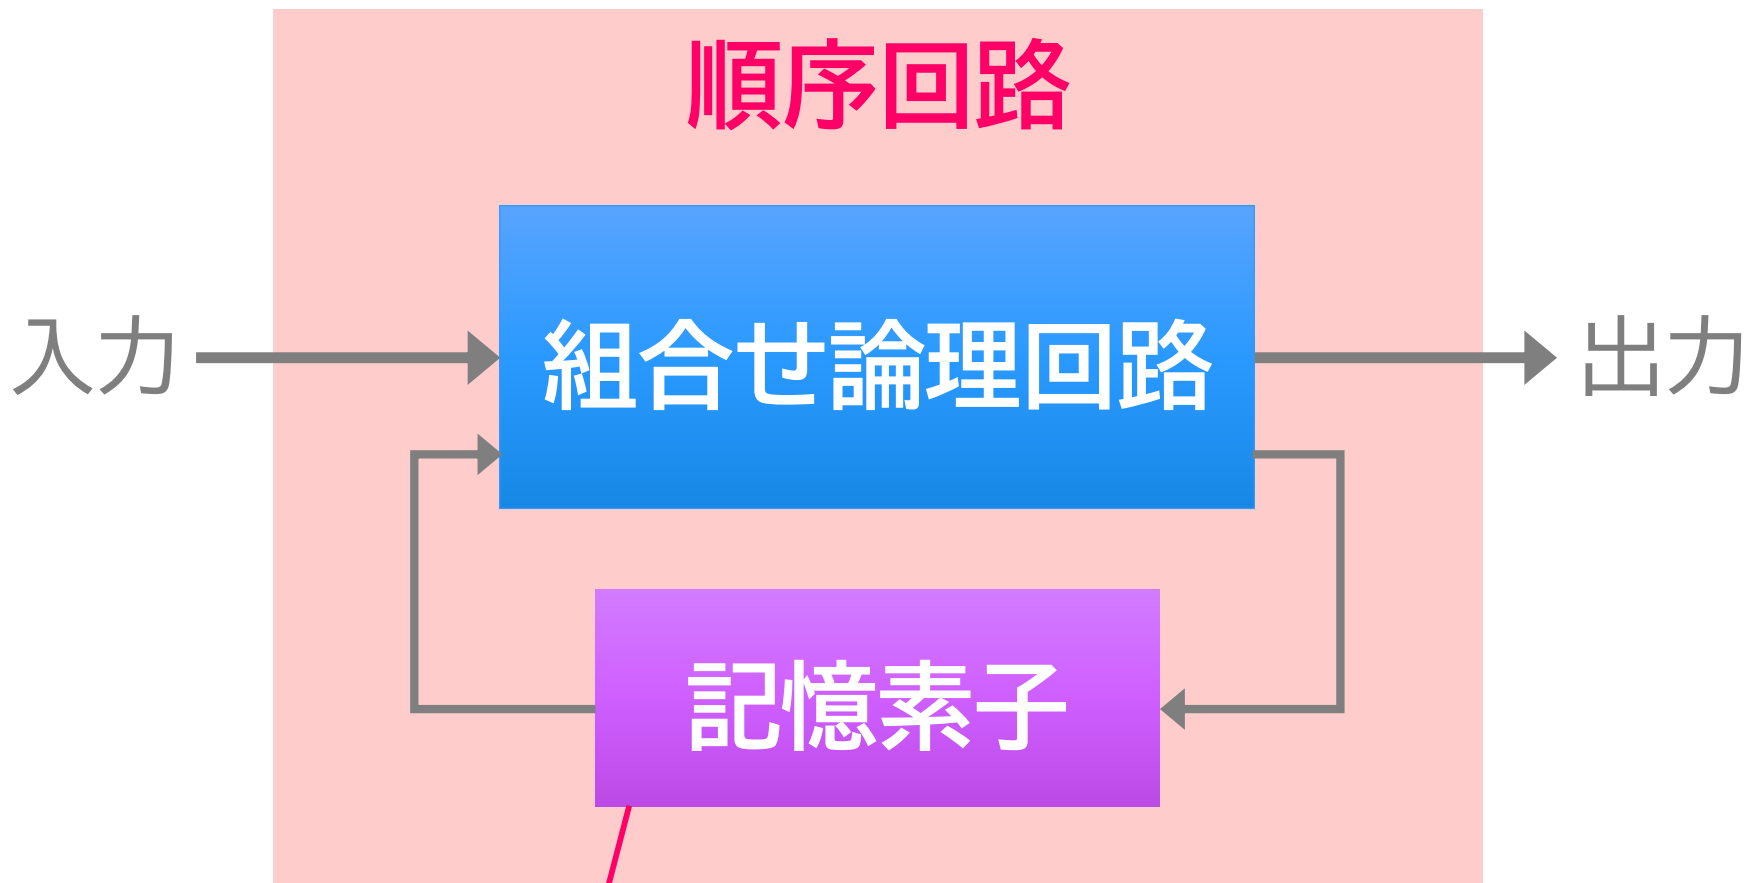 順序回路
組合せ論理回路
入力
出力
記憶素子